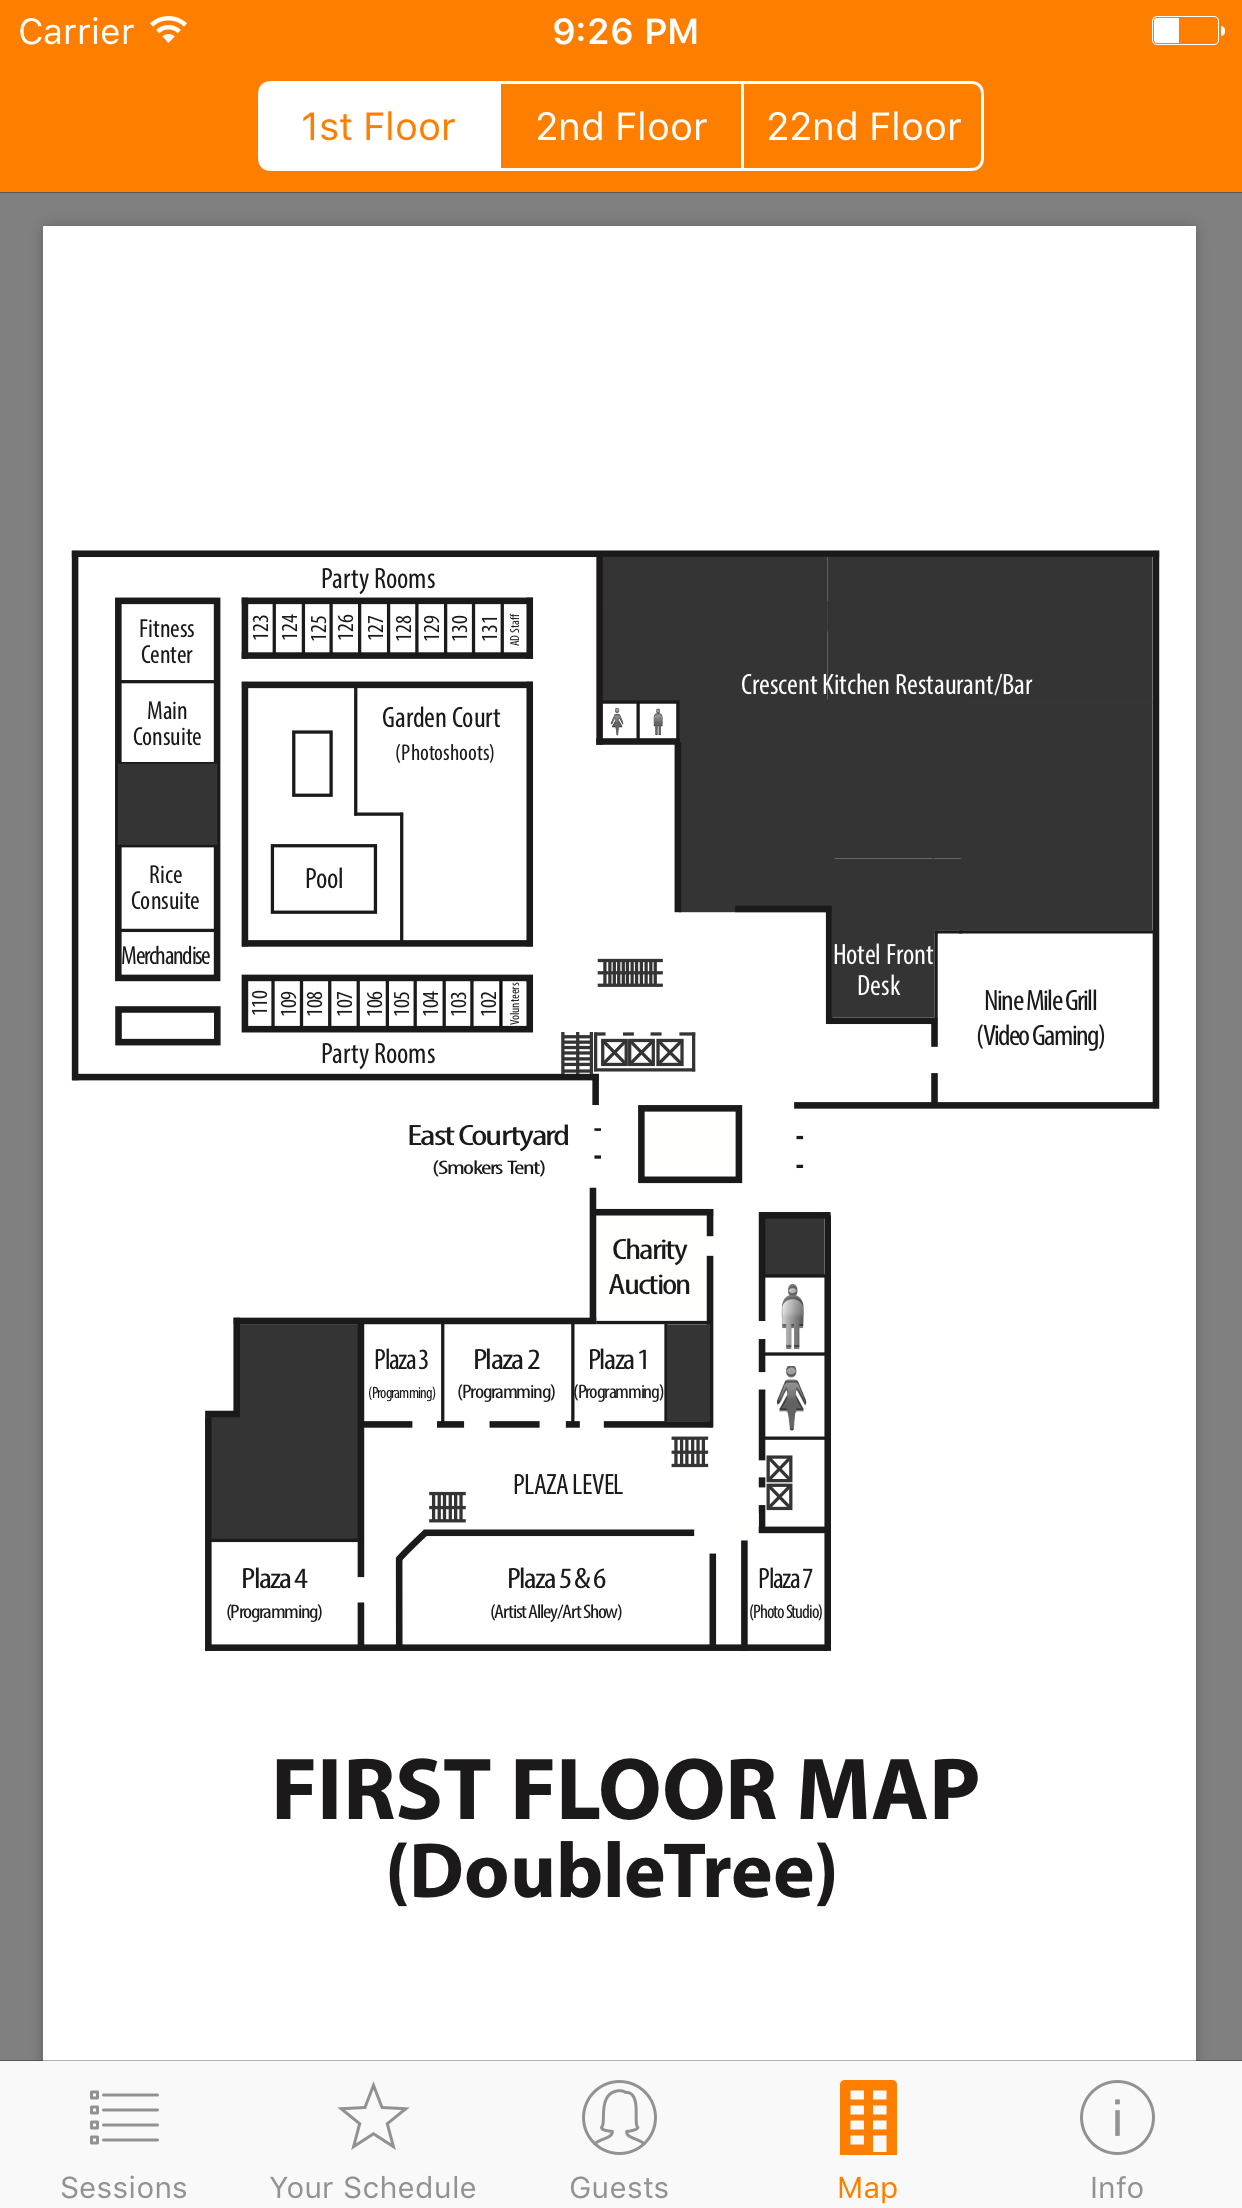 Carrier
9:26 PM
1st Floor
2nd Floor
22nd Floor
Party Rooms
123
124
125
126
127
128
129
130
131
AD Staff
Fitness
Center
Main
Consuite
Rice
Consuite
Merchandise
Garden Court
(Photoshoots)
Pool
Crescent Kitchen Restaurant/Bar
Hotel Front
Desk
Nine Mile Grill
(Video Gaming)
110
109
108
107
106
105
104
103
102
Volunteers
Party Rooms
East Courtyard
(Smokers Tent)
Charity
Auction
Plaza 3
(Programming)
Plaza 2
(Programming)
Plaza 1
(Programming)
PLAZA LEVEL
Plaza 4
(Programming)
Plaza 5 & 6
(Artist Alley/Art Show)
Plaza 7
(Photo Studio)
FIRST FLOOR MAP
(DoubleTree)
Sessions
Your Schedule
Guests
Map
Info